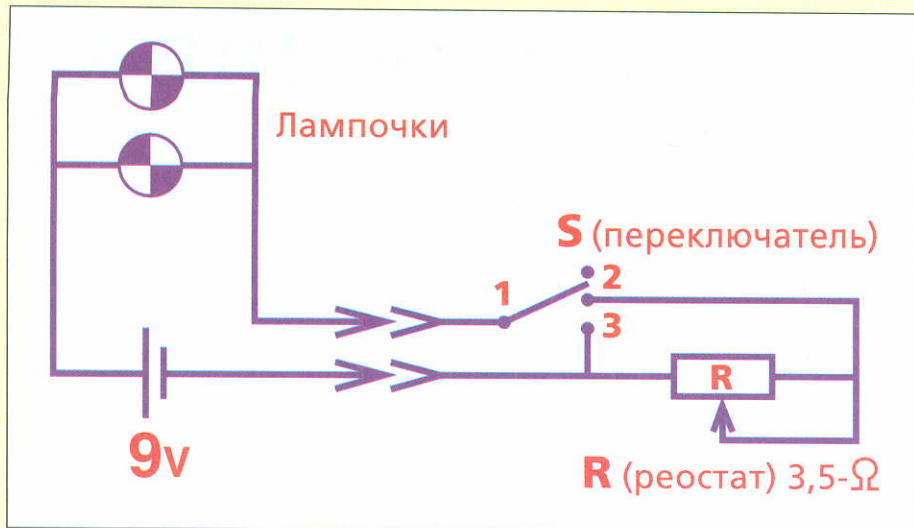 Лампочки
S (переключатель)
1
2
3
R
9V
R (реостат) 3,5-Ω